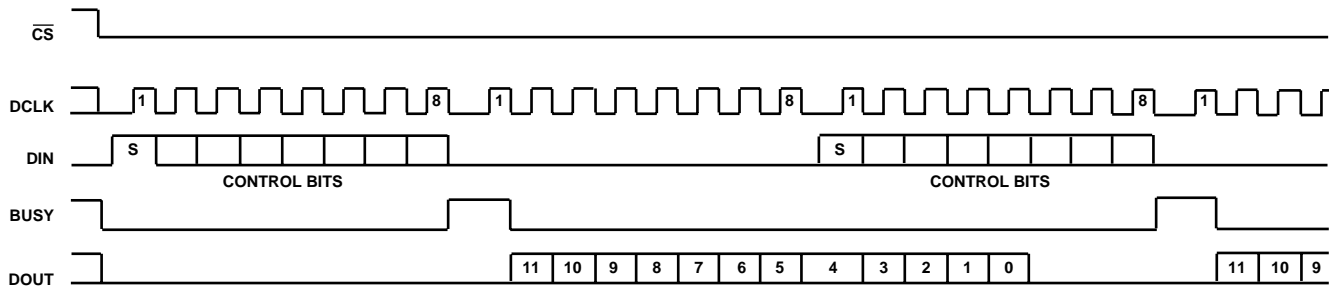 CS
DCLK 1 8 1 8 1 8 1
DIN S S
CONTROL BITS CONTROL BITS
BUSY
DOUT 11 10 9 8 7 6 5 4 3 2 1 0 11 10 9